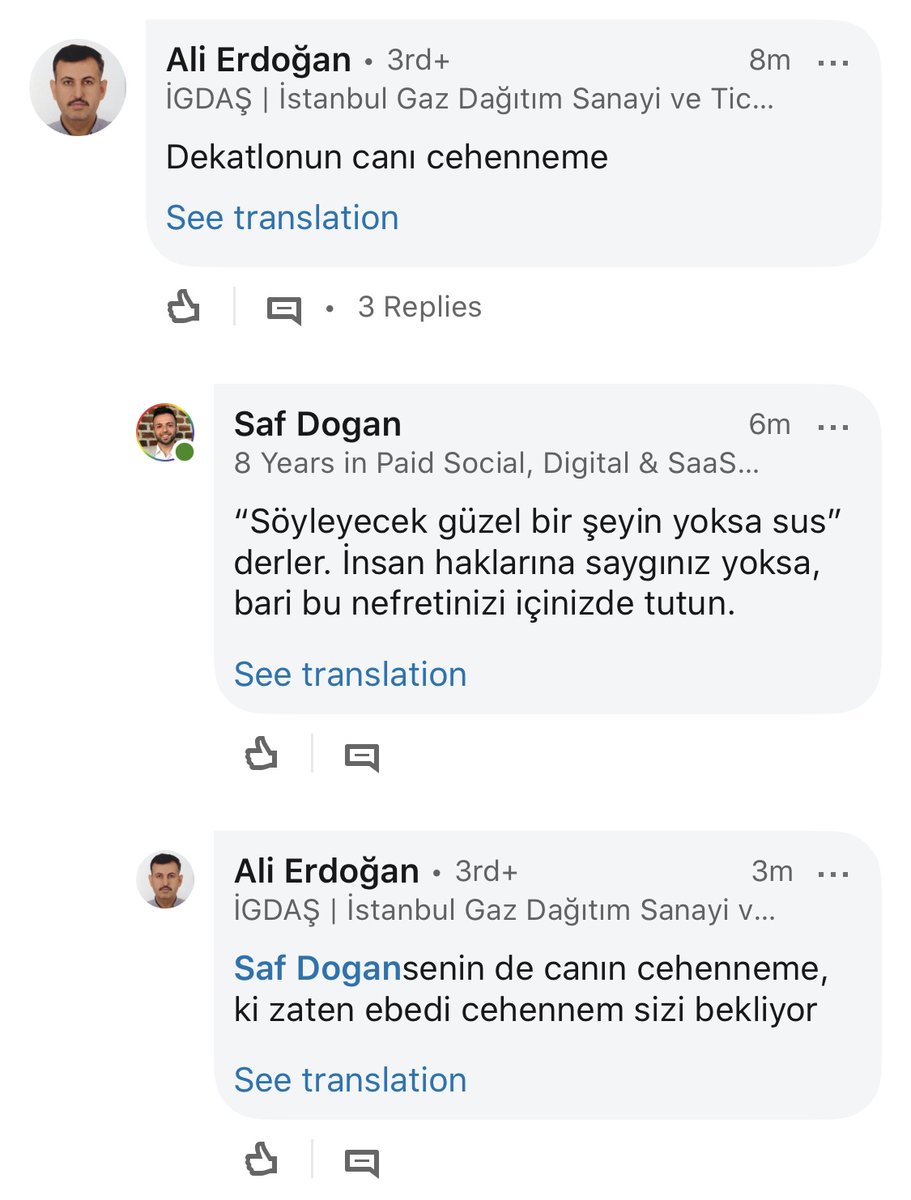 Ali Erdoğan • 3rd+ 8m ...
İGDAŞ | İstanbul Gaz Dağıtım Sanayi ve Tic...
Dekatlonun canı cehenneme
See translation
• 3 Replies
Saf Dogan 6m ...
8 Years in Paid Social, Digital & SaaS...
“Söyleyecek güzel bir şeyin yoksa sus”
derler. İnsan haklarına saygınız yoksa,
bari bu nefretinizi içinizde tutun.
See translation
Ali Erdoğan • 3rd+ 3m ...
İGDAŞ | İstanbul Gaz Dağıtım Sanayi v...
Saf Dogansenin de canın cehenneme,
ki zaten ebedi cehennem sizi bekliyor
See translation